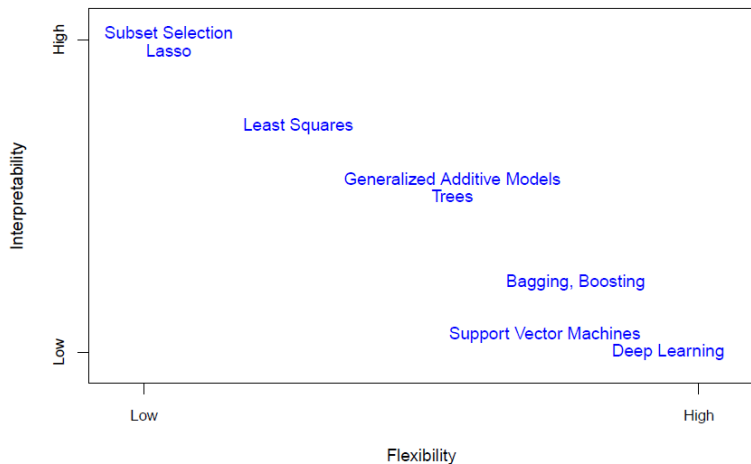 High
Subset Selection
Lasso
Least Squares
Interpretability
Generalized Additive Models
Trees
Bagging, Boosting
Support Vector Machines
Low
Deep Learning
Low
High
Flexibility